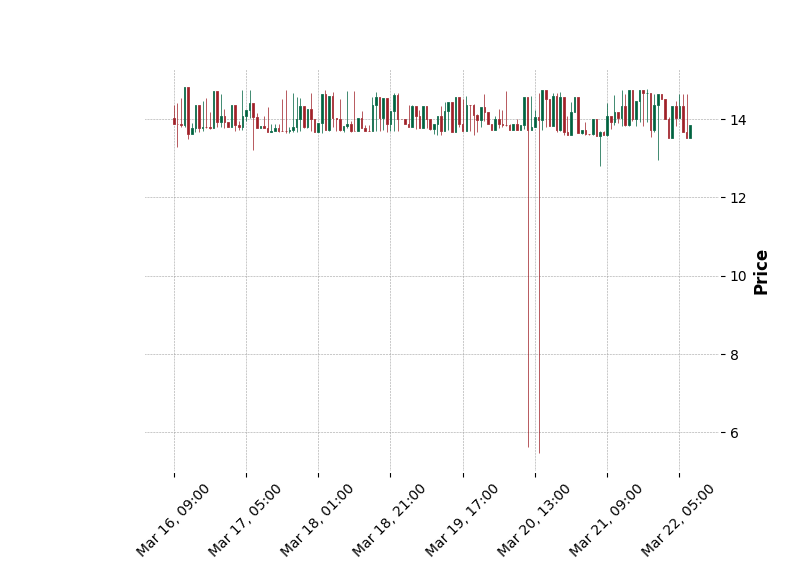 14
12
10
8
6
Price
Mar 16, 09:00
Mar 17, 05:00
Mar 18, 01:00
Mar 18, 21:00
Mar 19, 17:00
Mar 20, 13:00
Mar 21, 09:00
Mar 22, 05:00